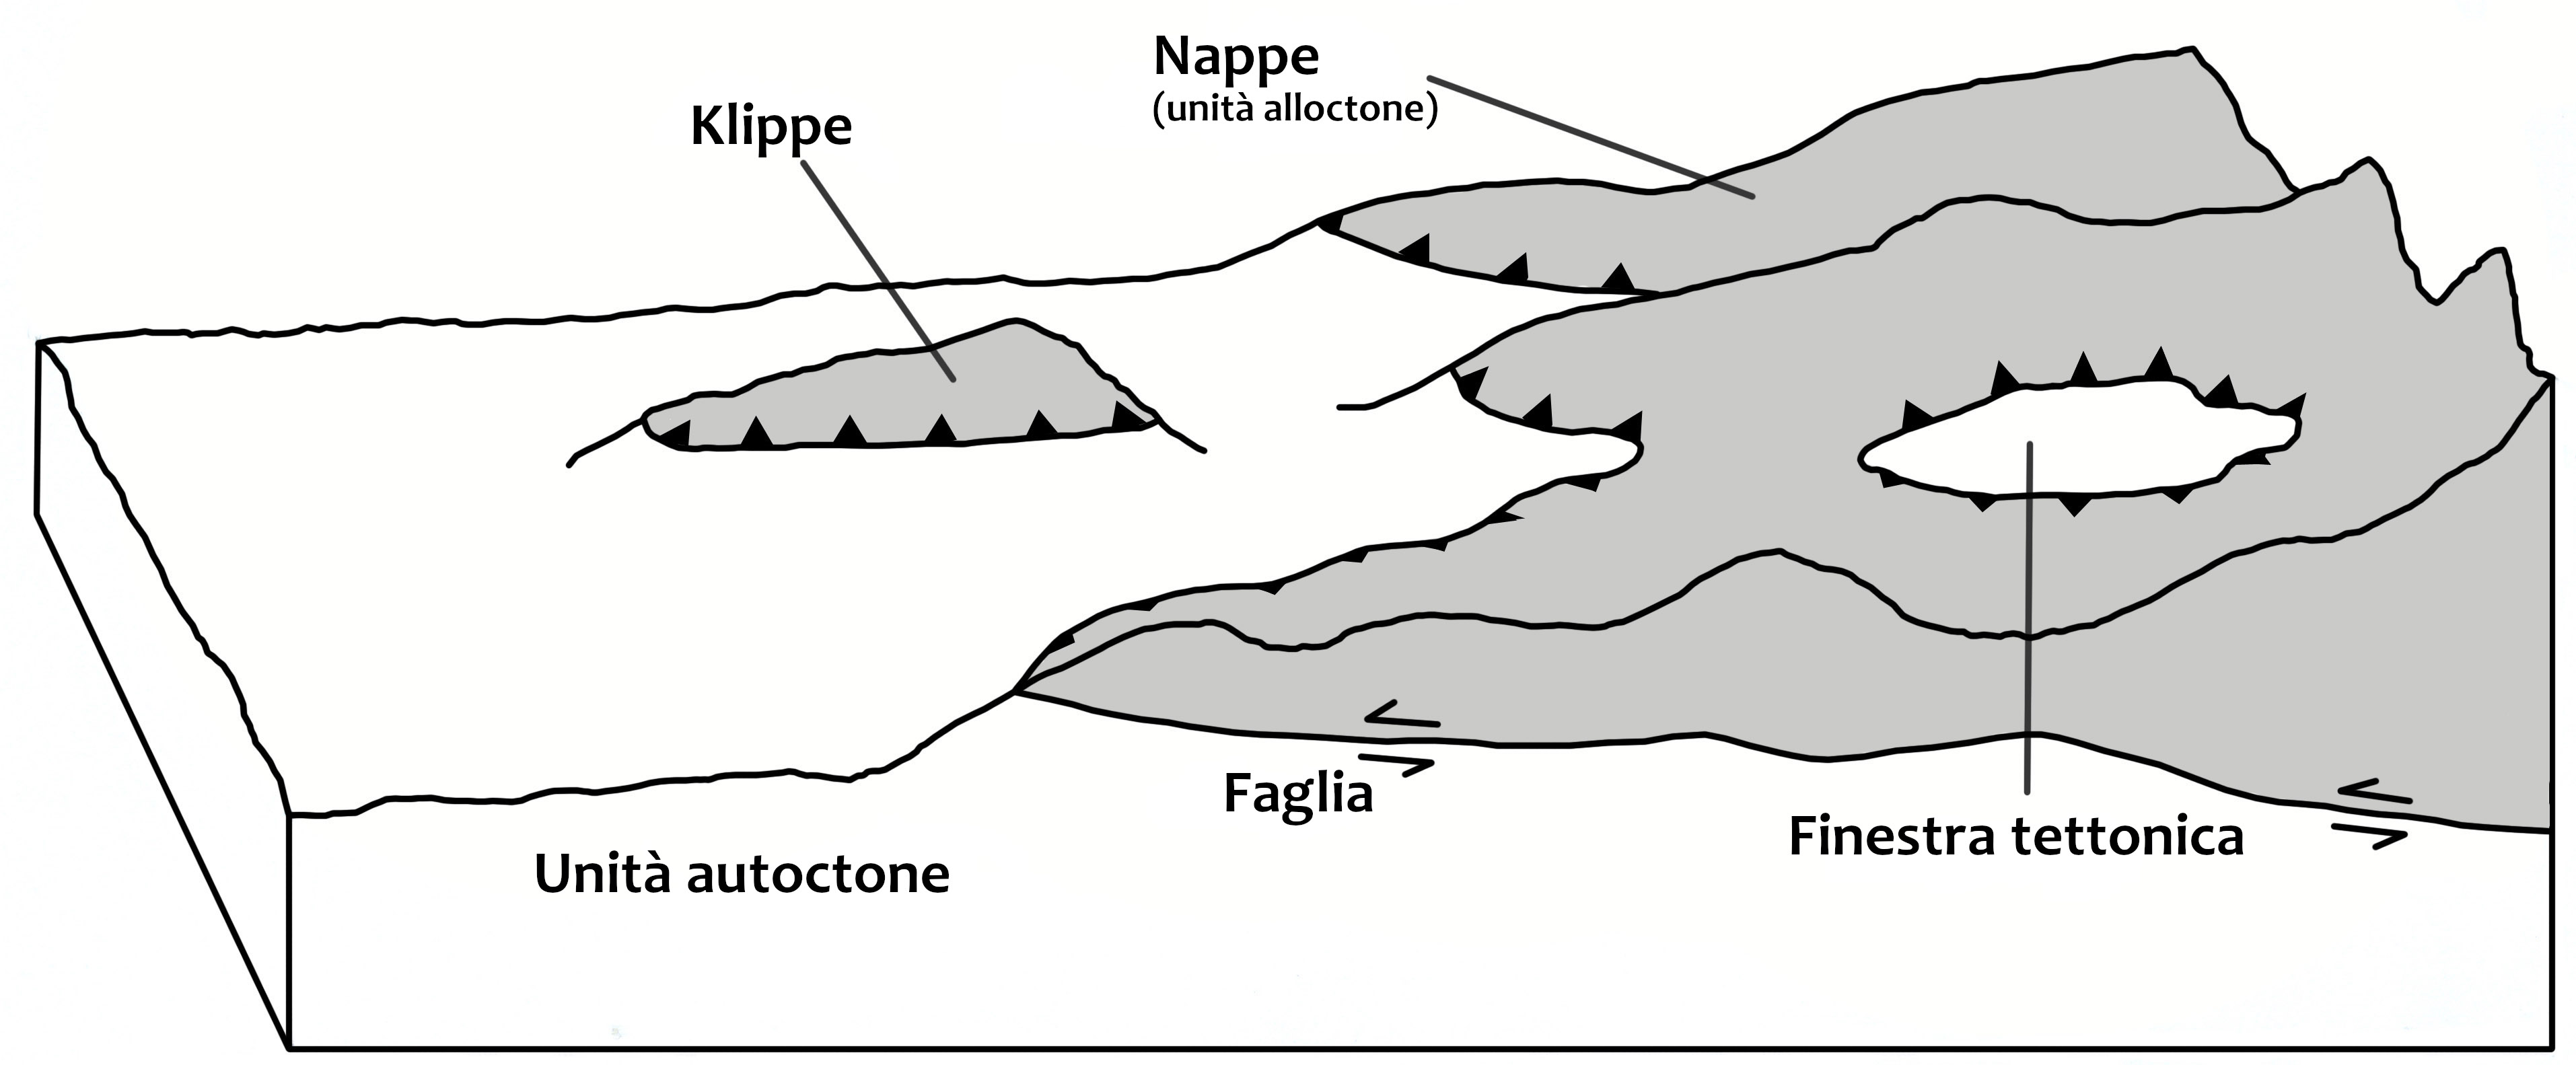 Nappe
(unità alloctone)
Klippe
Faglia
Finestra tettonica
Unità autoctone